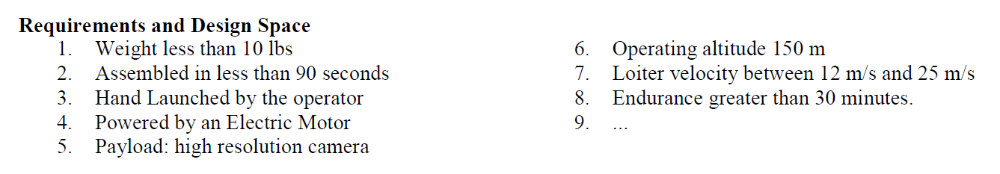 Requirements and Design Space
1. Weight less than 10 lbs
2. Assembled in less than 90 seconds
3. Hand Launched by the operator
4. Powered by an Electric Motor
5. Payload: high resolution camera
6. Operating altitude 150 m
7. Loiter velocity between 12 m/s and 25 m/s
8. Endurance greater than 30 minutes.
9. ...